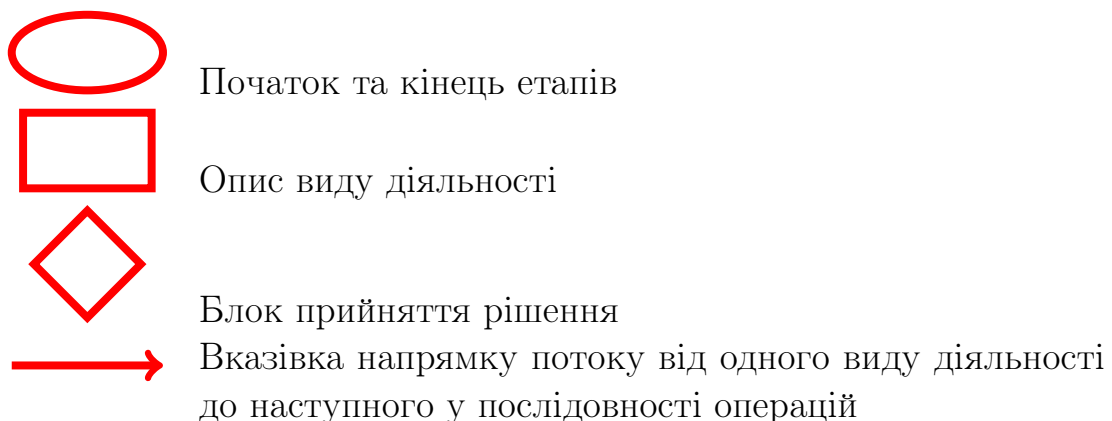 Початок та кінець етапів
Опис виду діяльності
Блок прийняття рішення
Вказівка напрямку потоку від одного виду діяльності
до наступного у послідовності операцій